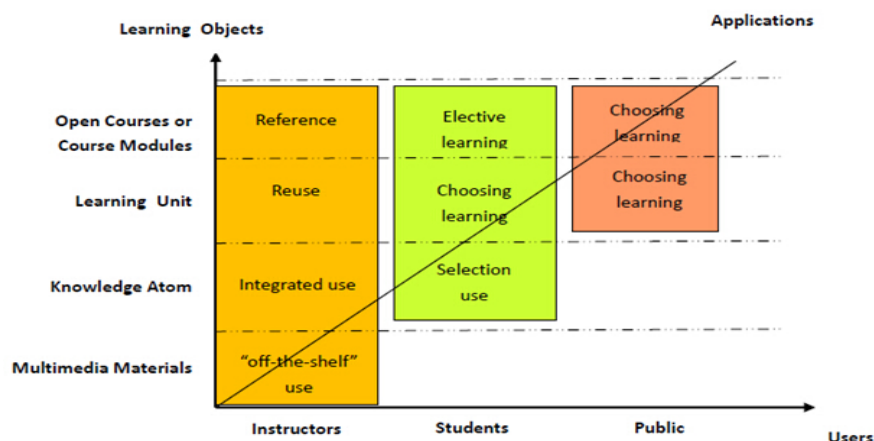 Applications
Learning Objects
Open Courses or
Course Modules
Reference
Elective
learning
Choosing
learning
Learning Unit
Reuse
Choosing
learning
Choosing
learning
Knowledge Atom
Integrated use
Selection
use
Multimedia Materials
“off-the-shelf”
use
Instructors
Students
Public
Users